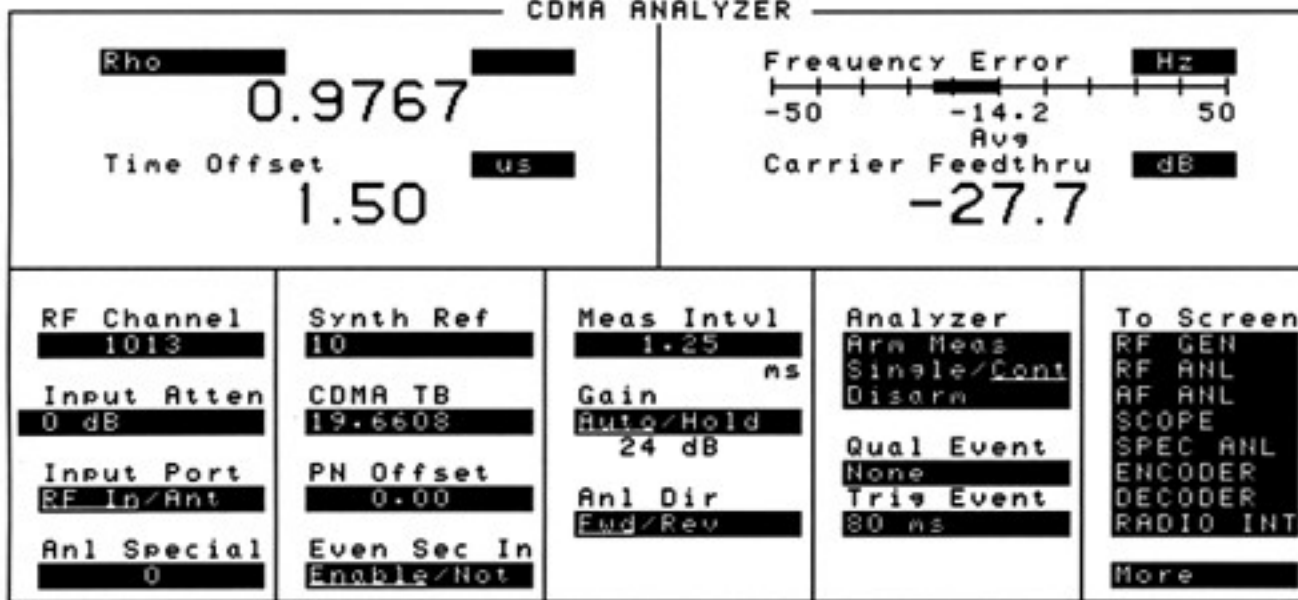 CDMA ANALYZER
Rho
0.9767
Time Offset us
1.50
Frequency Error Hz
-50 -14.2 50
Avg
Carrier Feedthru dB
-27.7
RF Channel
1013
Input Atten
0 dB
Input Port
RF In/Ant
Anl Special
0
Synth Ref
10
CDMA TB
19.6608
PN Offset
0.00
Even Sec In
Enable/Not
Meas Intvl
1.25
ms
Gain
Auto/Hold
24 dB
Anl Dir
Fwd/Rev
Analyzer
Arm Meas
Single/Cont
Disarm
Qual Event
None
Trig Event
80 ms
To Screen
RF GEN
RF ANL
AF ANL
SCOPE
SPEC ANL
ENCODER
DECODER
RADIO INT
More